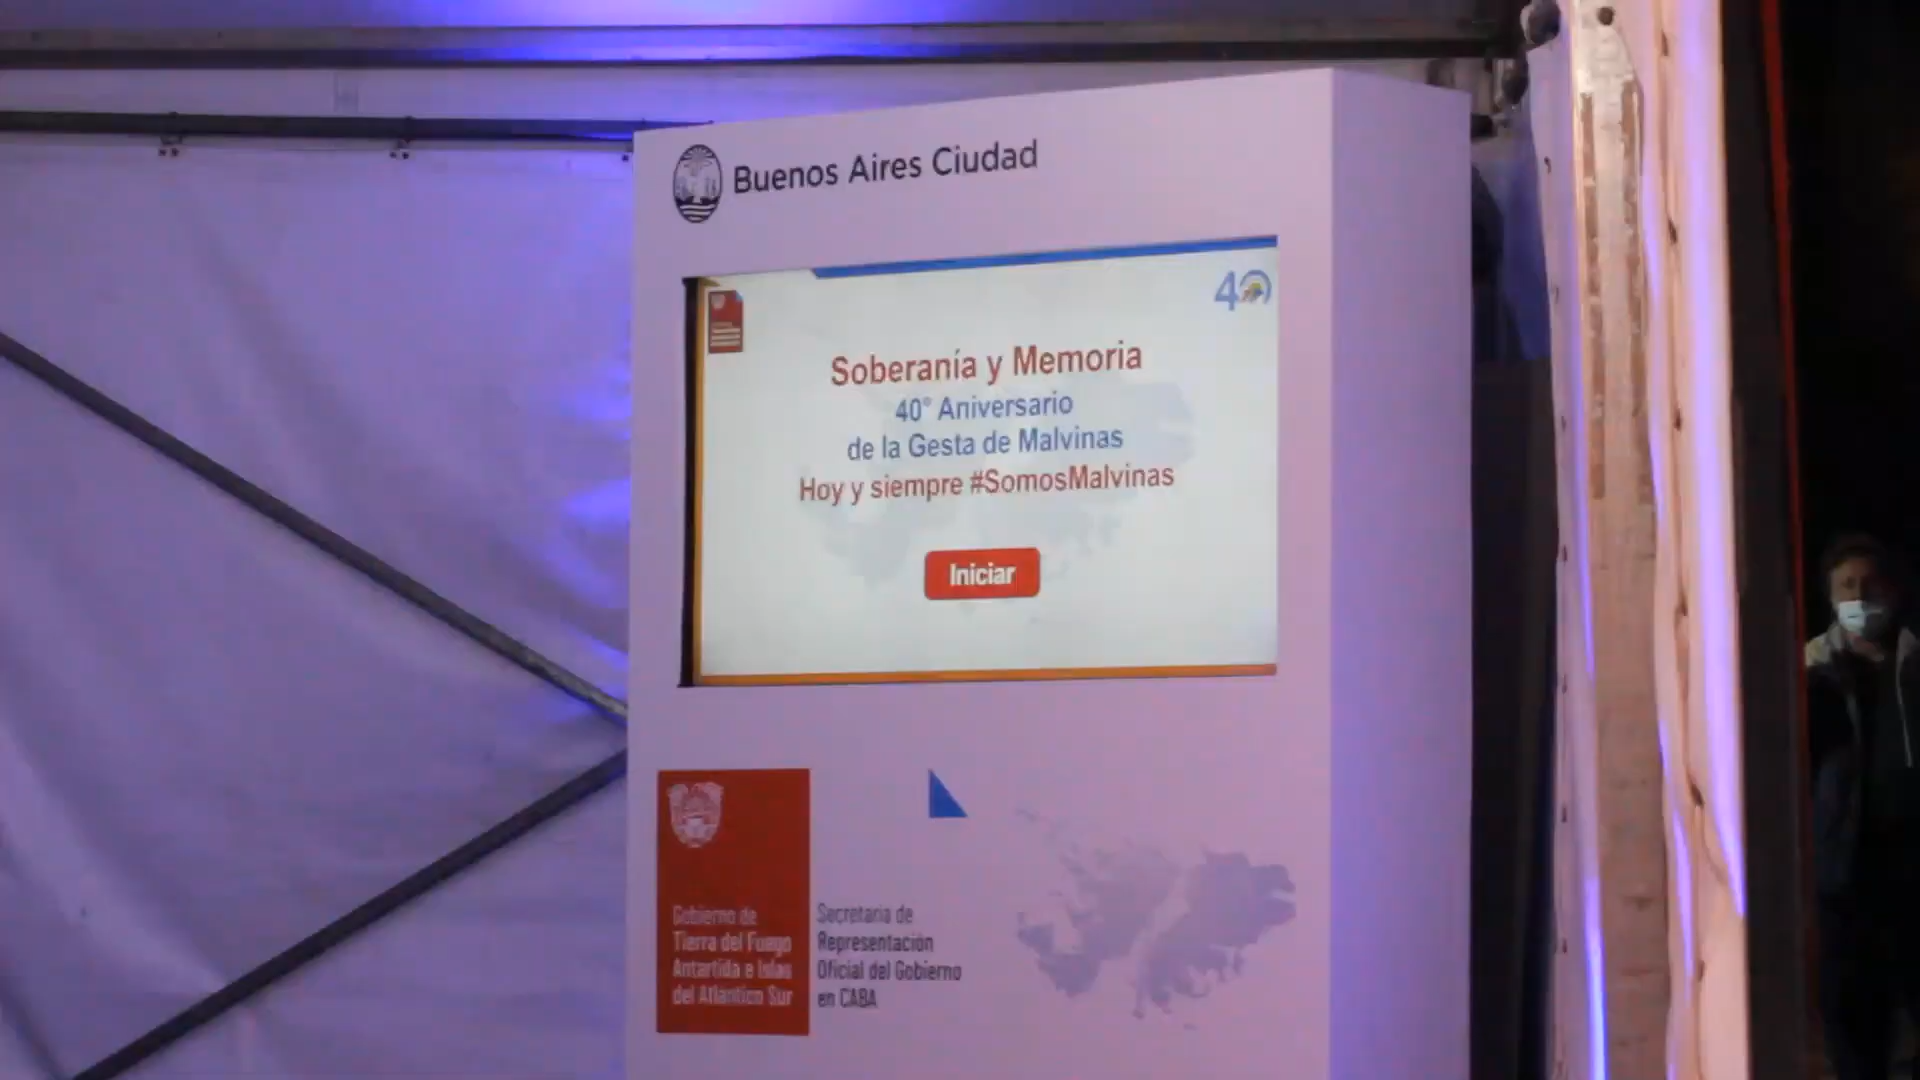 Buenos Aires Ciudad
40
Soberanía y Memoria
40° Aniversario
de la Gesta de Malvinas
Hoy y siempre #SomosMalvinas
Iniciar
Gobierno de
Tierra del Fuego
Antártida e Islas
del Atlántico Sur
Secretaría de
Representación
Oficial del Gobierno
en CABA